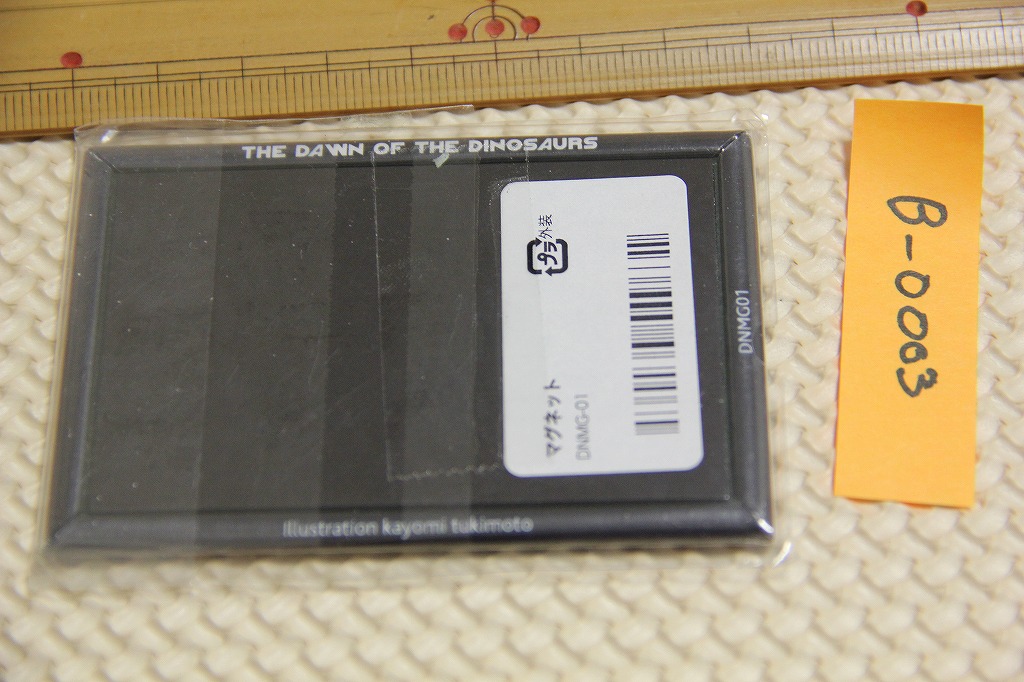 THE DAWN OF THE DINOSAURS
プラ
外装
マグネット
DNMG-01
DNMG01
Illustration kayomi tukimoto
B-0063